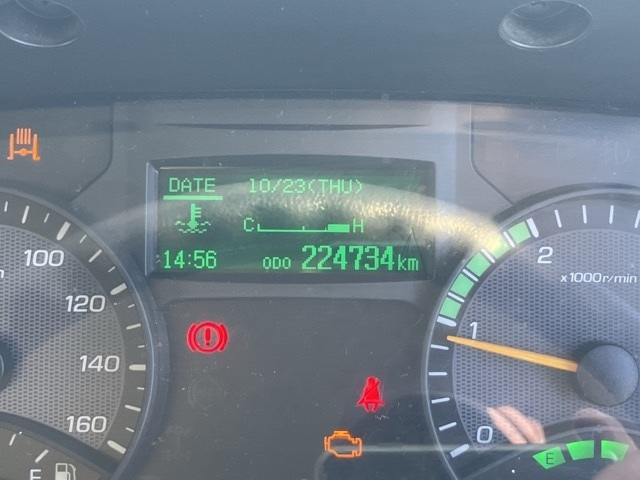 DATE 10/23(THU)
C H
14:56 ODO 224734km
100
120
140
160
F
2
x1000r/min
1
0
E